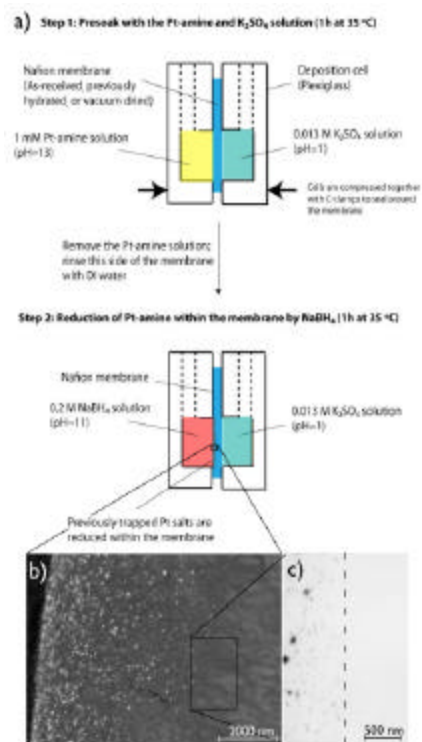 a) Step 1: Presoak with the Pt-amine and K₂SO₄ solution (1h at 35 ºC)
Nafion membrane
(As-received, previously
hydrated, or vacuum dried)
Deposition cell
(Plexiglass)
1 mM Pt-amine solution
(pH=13)
0.013 M K₂SO₄ solution
(pH=1)
Cells are compressed together
with C-clamps to seal around
the membrane
Remove the Pt-amine solution;
rinse this side of the membrane
with DI water
Step 2: Reduction of Pt-amine within the membrane by NaBH₄ (1h at 35 ºC)
Nafion membrane
0.2 M NaBH₄ solution
(pH=11)
0.013 M K₂SO₄ solution
(pH=1)
Previously trapped Pt salts are
reduced within the membrane
b)
c)
2000 nm
500 nm